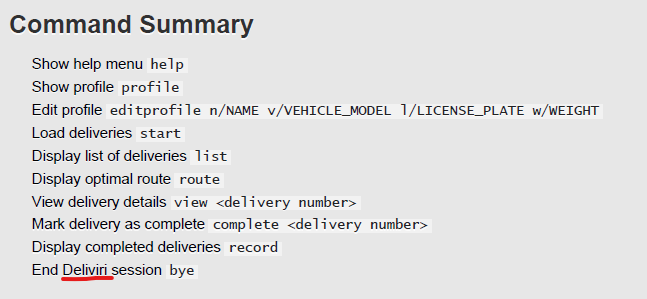 Command Summary
Show help menu help
Show profile profile
Edit profile editprofile n/NAME v/VEHICLE_MODEL l/LICENSE_PLATE w/WEIGHT
Load deliveries start
Display list of deliveries list
Display optimal route route
View delivery details view <delivery number>
Mark delivery as complete complete <delivery number>
Display completed deliveries record
End Deliviri session bye